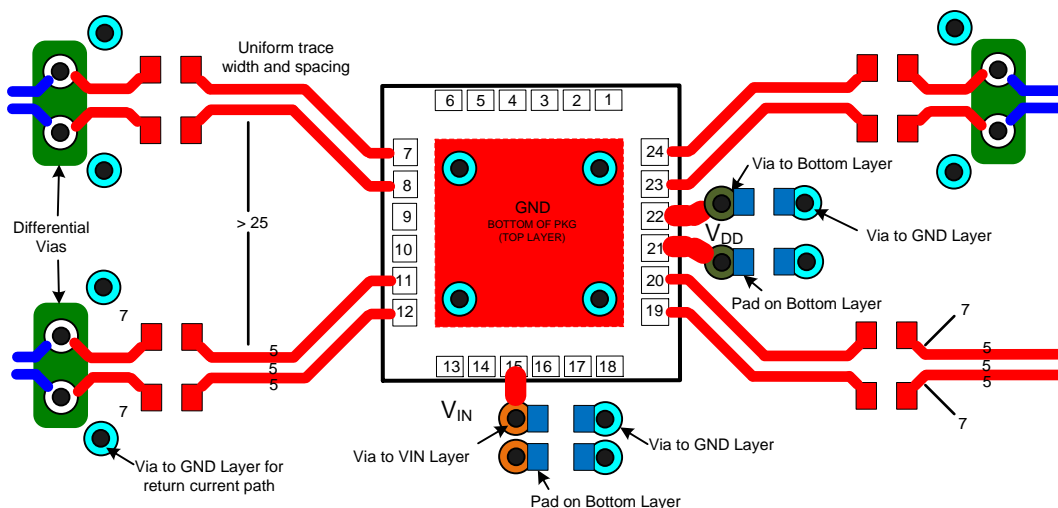 Uniform trace
width and spacing
6 5 4 3 2 1
7
8
9
10
11
12
24
23
22
21
20
19
13 14 15 16 17 18
GND
BOTTOM OF PKG
(TOP LAYER)
Differential
Vias
> 25
7
5
5
5
7
Via to GND Layer for
return current path
V_IN
Via to VIN Layer
Via to GND Layer
Pad on Bottom Layer
Via to Bottom Layer
V_DD
Via to GND Layer
Pad on Bottom Layer
7
5
5
5
7